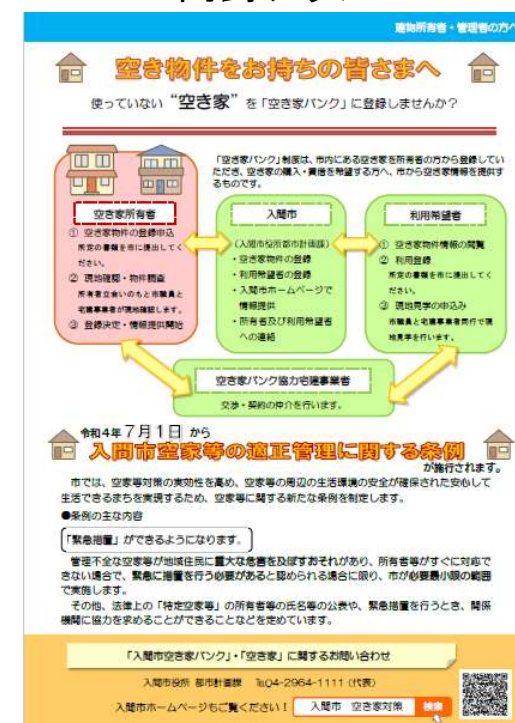 建物所有者・管理者の方へ
空き物件をお持ちの皆さまへ
使っていない“空き家”を「空き家バンク」に登録しませんか？
「空き家バンク」制度は、市内にある空き家を所有者の方から登録してい
ただき、空き家の購入・賃借を希望する方へ、市から空き家情報を提供す
るものです。
空き家所有者
① 空き家物件の登録申込
所定の書類を市に提出してく
ださい。
② 現地確認・物件調査
所有者立会いのもと市職員と
宅建事業者が現地確認します。
③ 登録決定・情報提供開始
入間市
（入間市役所都市計画課）
・空き家物件の登録
・利用希望者の登録
・入間市ホームページで
情報提供
・所有者及び利用希望者
への連絡
利用希望者
① 空き家物件情報の閲覧
② 利用登録
所定の書類を市に提出してく
ださい。
③ 現地見学の申込み
市職員と宅建事業者同行で現
地見学を行います。
空き家バンク協力宅建事業者
交渉・契約の仲介を行います。
令和4年7月1日 から
入間市空家等の適正管理に関する条例
が施行されます。
市では、空家等対策の実効性を高め、空家等の周辺の生活環境の安全が確保された安心して
生活できるまちを実現するため、空家等に関する新たな条例を制定します。
●条例の主な内容
「緊急措置」ができるようになります。
管理不全な空家等が地域住民に重大な危害を及ぼすおそれがあり、所有者等がすぐに対応で
きない場合で、緊急に措置を行う必要があると認められる場合に限り、市が必要最小限の範囲
で実施します。
その他、法律上の「特定空家等」の所有者等の氏名等の公表や、緊急措置を行うとき、関係
機関に協力を求めることができることなどを定めています。
「入間市空き家バンク」・「空き家」に関するお問い合わせ
入間市役所 都市計画課 ℡04-2964-1111（代表）
入間市ホームページもご覧ください！ 入間市 空き家対策 検索